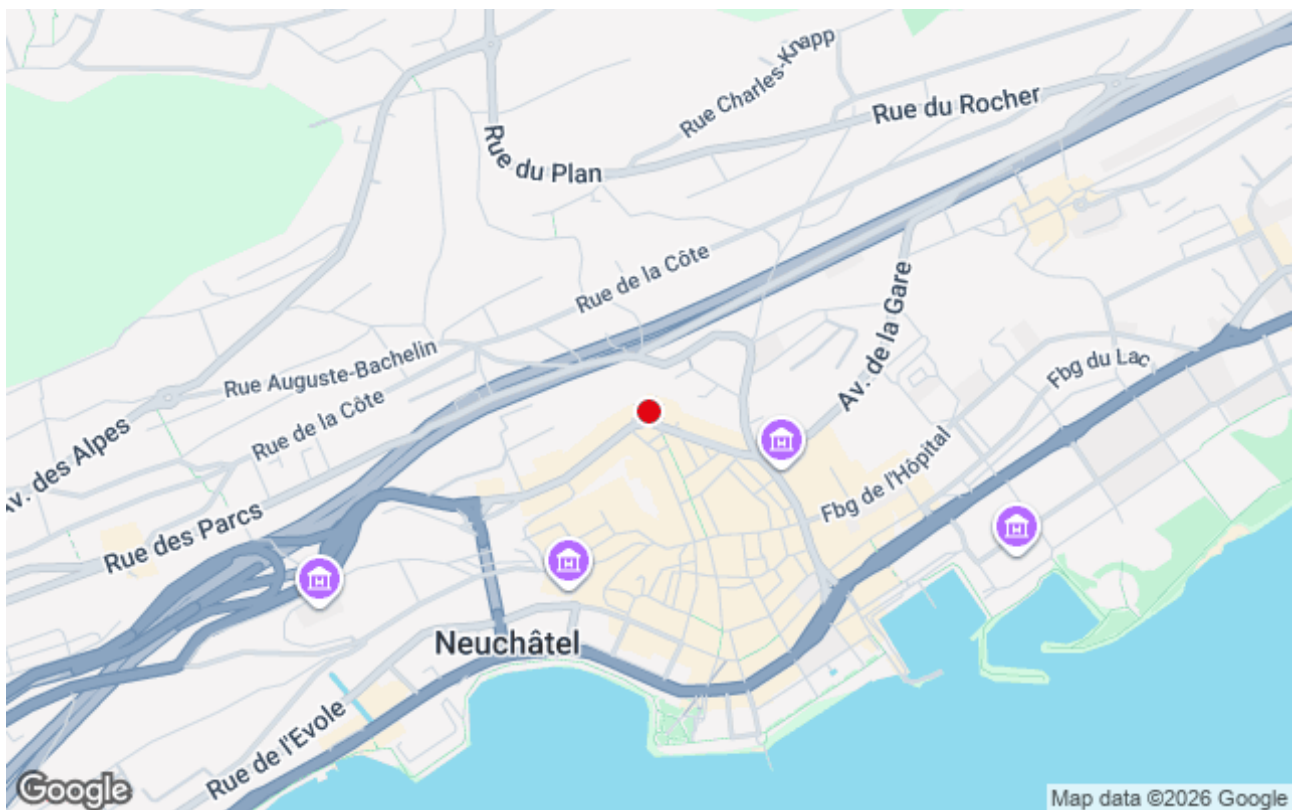 Rue Charles-Knapp
Rue du Rocher
Rue du Plan
Rue de la Côte
Av. de la Gare
Rue Auguste-Bachelin
Fbg du Lac
Rue de la Côte
Av. des Alpes
Fbg de l'Hôpital
Rue des Parcs
Neuchâtel
Rue de l'Evole
Google
Map data ©2026 Google